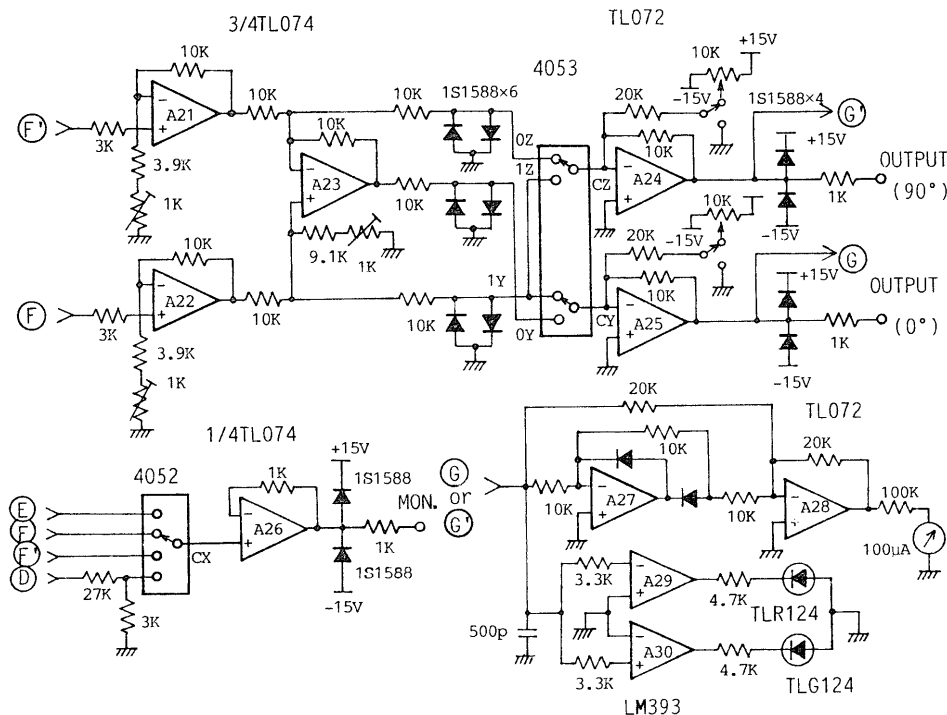 3/4TL074
TL072
10K
10K
+15V
10K
10K
10K
1S1588×6
4053
20K
-15V
1S1588×4
G'
F'
A21
3K
3.9K
1K
10K
A23
10K
0Z
1Z
CZ
10K
A24
+15V
-15V
1K
OUTPUT
(90°)
9.1K
1K
10K
-15V
20K
G
10K
F
A22
3K
3.9K
1K
10K
10K
1Y
0Y
CY
10K
A25
+15V
-15V
1K
OUTPUT
(0°)
1/4TL074
20K
TL072
4052
1K
+15V
1S1588
MON.
G
or
G'
10K
20K
E
F
F'
D
CX
A26
1K
1S1588
-15V
10K
A27
10K
A28
100K
100μA
27K
3K
3.3K
A29
4.7K
TLR124
500p
A30
3.3K
4.7K
TLG124
LM393